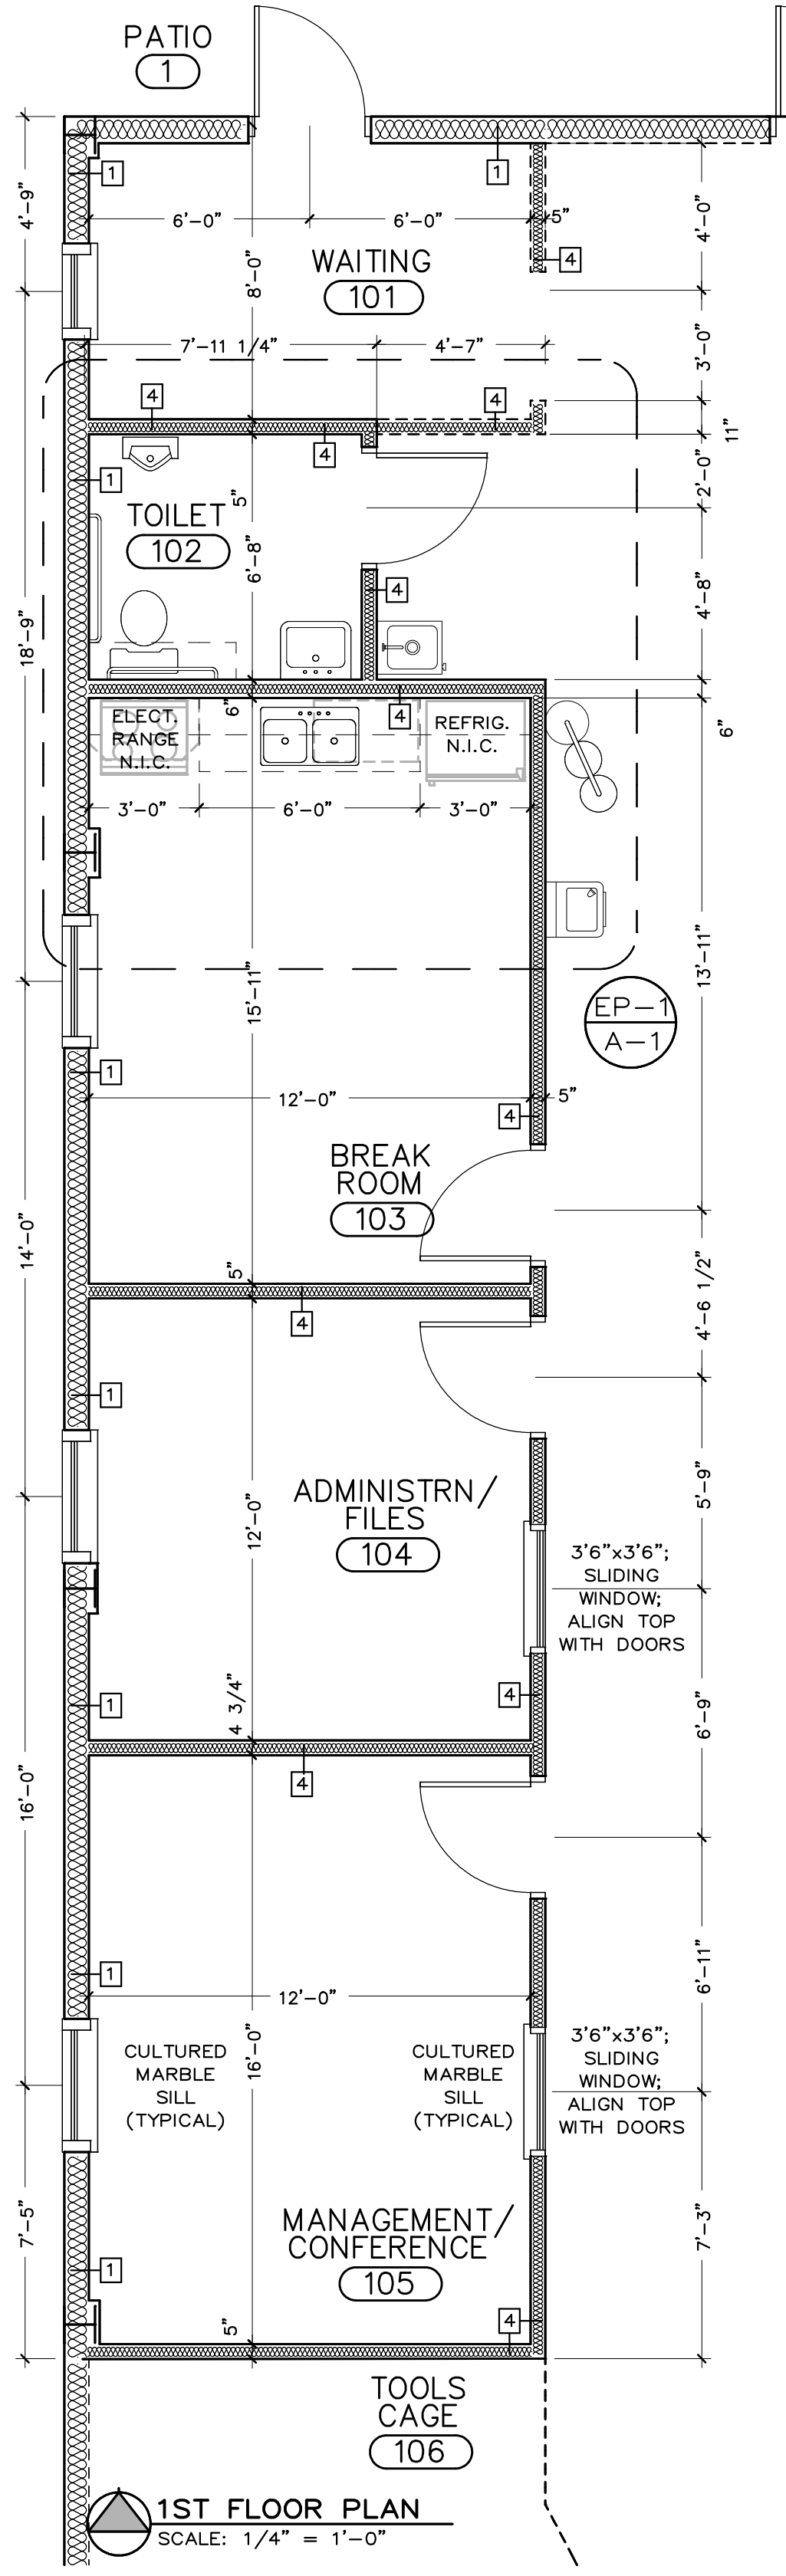 PATIO
1
1
1
4'-9"
6'-0"
6'-0"
5"
4'-0"
WAITING
101
4
8'-0"
7'-11 1/4"
4'-7"
3'-0"
4
4
4
11"
1
TOILET
102
5"
2'-0"
6'-8"
4
4'-8"
18'-9"
6"
4
6"
ELECT.
RANGE
N.I.C.
REFRIG.
N.I.C.
3'-0"
6'-0"
3'-0"
15'-11"
13'-11"
EP-1
A-1
1
12'-0"
5"
4
BREAK
ROOM
103
14'-0"
5"
4'-6 1/2"
4
1
ADMINISTRN/
FILES
104
12'-0"
5'-9"
3'6"x3'6";
SLIDING
WINDOW;
ALIGN TOP
WITH DOORS
1
4 3/4"
4
6'-9"
4
16'-0"
1
12'-0"
6'-11"
CULTURED
MARBLE
SILL
(TYPICAL)
16'-0"
CULTURED
MARBLE
SILL
(TYPICAL)
3'6"x3'6";
SLIDING
WINDOW;
ALIGN TOP
WITH DOORS
7'-5"
7'-3"
MANAGEMENT/
CONFERENCE
105
1
5"
4
TOOLS
CAGE
106
1ST FLOOR PLAN
SCALE: 1/4" = 1'-0"